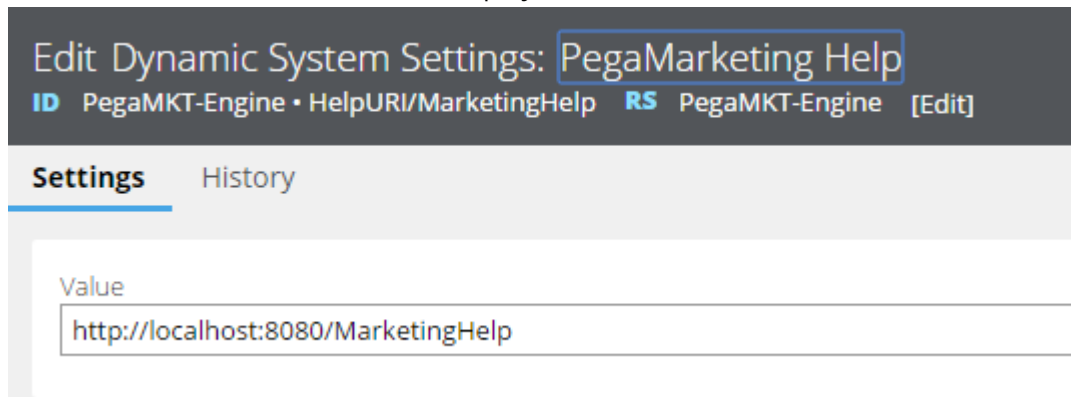 Edit Dynamic System Settings: PegaMarketing Help
ID PegaMKT-Engine • HelpURI/MarketingHelp RS PegaMKT-Engine [Edit]
Settings History
Value
http://localhost:8080/MarketingHelp